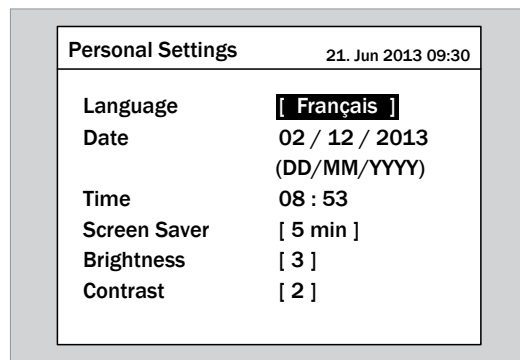 Personal Settings 21. Jun 2013 09:30
Language [ Français ]
Date 02 / 12 / 2013
(DD/MM/YYYY)
Time 08 : 53
Screen Saver [ 5 min ]
Brightness [ 3 ]
Contrast [ 2 ]